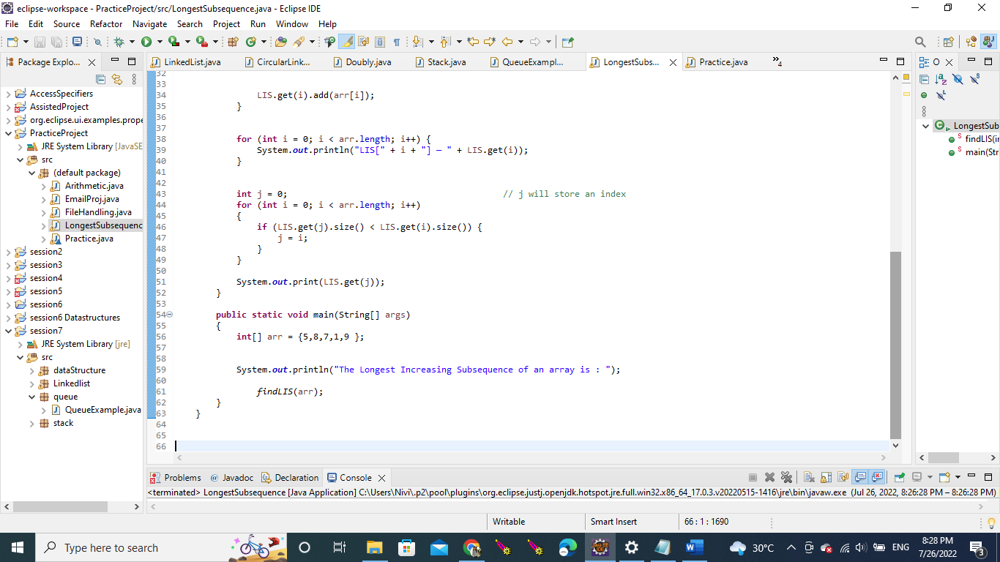 eclipse-workspace - PracticeProject/src/LongestSubsequence.java - Eclipse IDE
File Edit Source Refactor Navigate Search Project Run Window Help
Package Explo...
LinkedList.java CircularLink... Doubly.java Stack.java QueueExampl... LongestSubs... Practice.java 4
O
AccessSpecifiers
AssistedProject
org.eclipse.ui.examples.prope
PracticeProject
JRE System Library [JavaSE
src
(default package)
Arithmetic.java
EmailProj.java
FileHandling.java
LongestSubsequenc
Practice.java
session2
session3
session4
session5
session6
session6 Datastructures
session7
JRE System Library [jre]
src
dataStructure
Linkedlist
queue
QueueExample.java
stack
32
33
34 LIS.get(i).add(arr[i]);
35 }
36
37
38 for (int i = 0; i < arr.length; i++) {
39 System.out.println("LIS[" + i + "] – " + LIS.get(i));
40 }
41
42
43 int j = 0; // j will store an index
44 for (int i = 0; i < arr.length; i++)
45 {
46 if (LIS.get(j).size() < LIS.get(i).size()) {
47 j = i;
48 }
49 }
50
51 System.out.print(LIS.get(j));
52 }
53
54 public static void main(String[] args)
55 {
56 int[] arr = {5,8,7,1,9 };
57
58
59 System.out.println("The Longest Increasing Subsequence of an array is : ");
60
61 findLIS(arr);
62 }
63 }
64
65
66
LongestSub
findLIS(in
main(Stri
Problems Javadoc Declaration Console
<terminated> LongestSubsequence [Java Application] C:\Users\Nivi\.p2\pool\plugins\org.eclipse.justj.openjdk.hotspot.jre.full.win32.x86_64_17.0.3.v20220515-1416\jre\bin\javaw.exe (Jul 26, 2022, 8:26:28 PM – 8:26:28 PM)
Writable Smart Insert 66 : 1 : 1690
Type here to search 30°C ENG 8:28 PM
7/26/2022
3